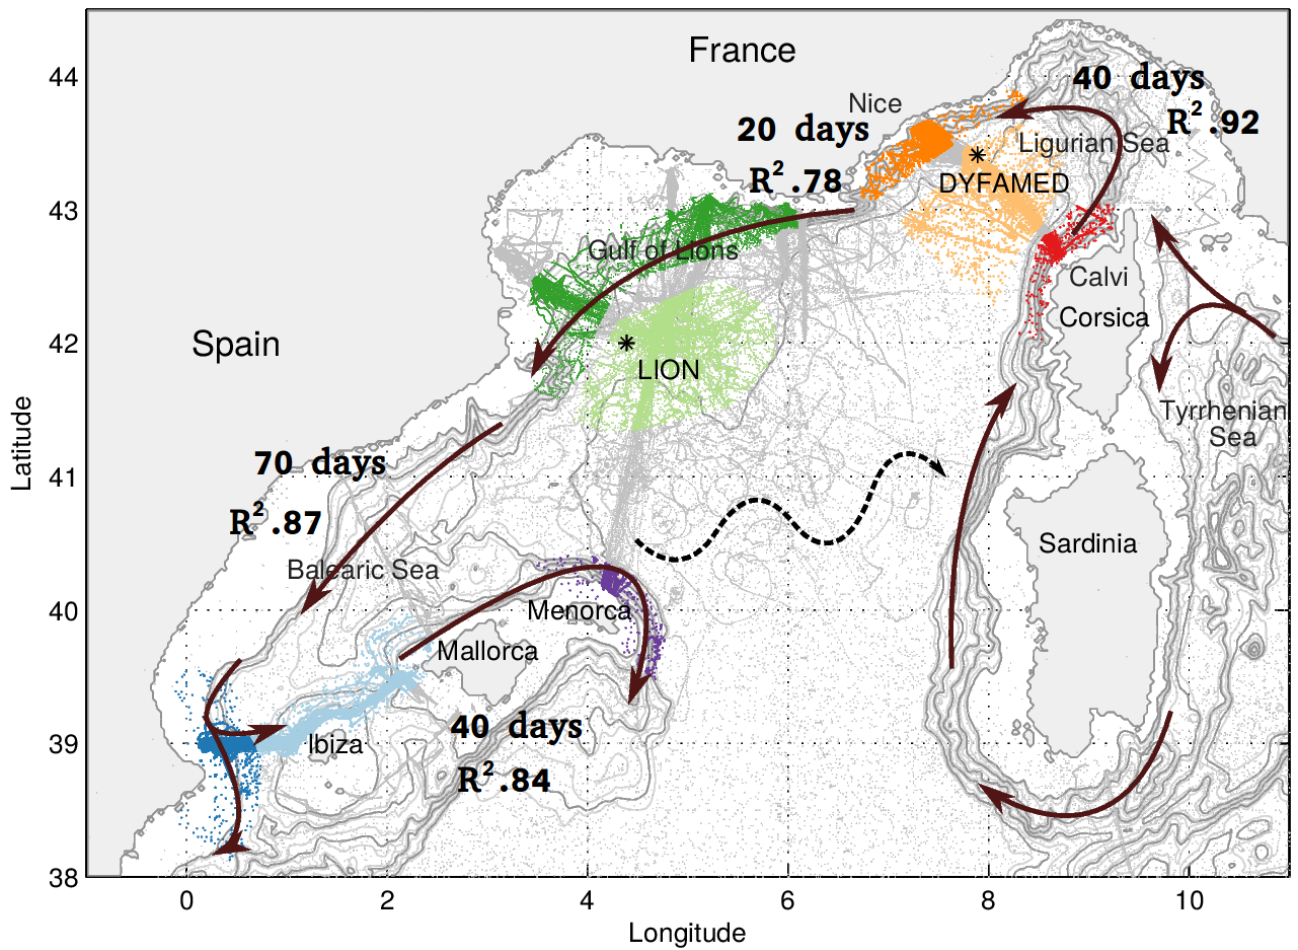 France
44
40 days
Nice
R².92
20 days
Ligurian Sea
R².78
DYFAMED
43
Gulf of Lions
Calvi
Corsica
Spain
42
LION
Tyrrhenian
Sea
Latitude
70 days
41
R².87
Sardinia
Balearic Sea
40
Menorca
Mallorca
40 days
39
Ibiza
R².84
38
0
2
4
6
8
10
Longitude